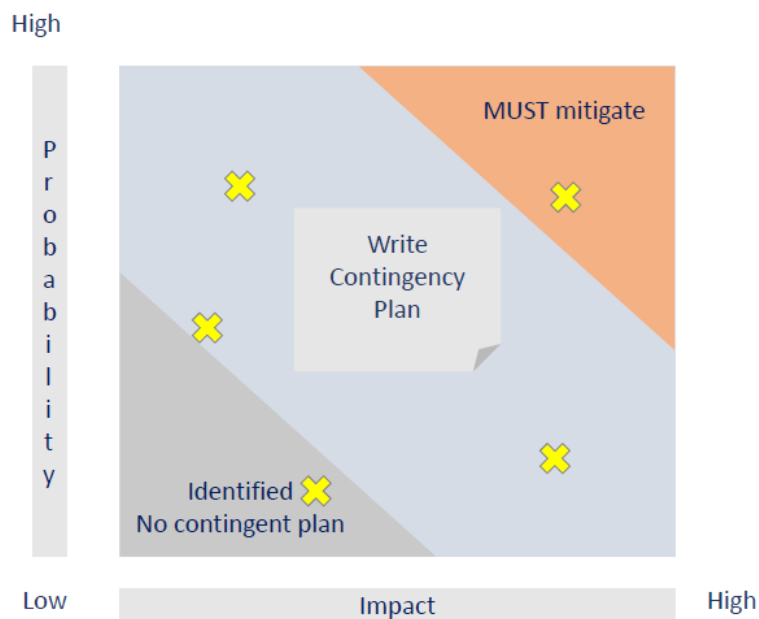 High
Probability
MUST mitigate
Write
Contingency
Plan
Identified
No contingent plan
Low
Impact
High